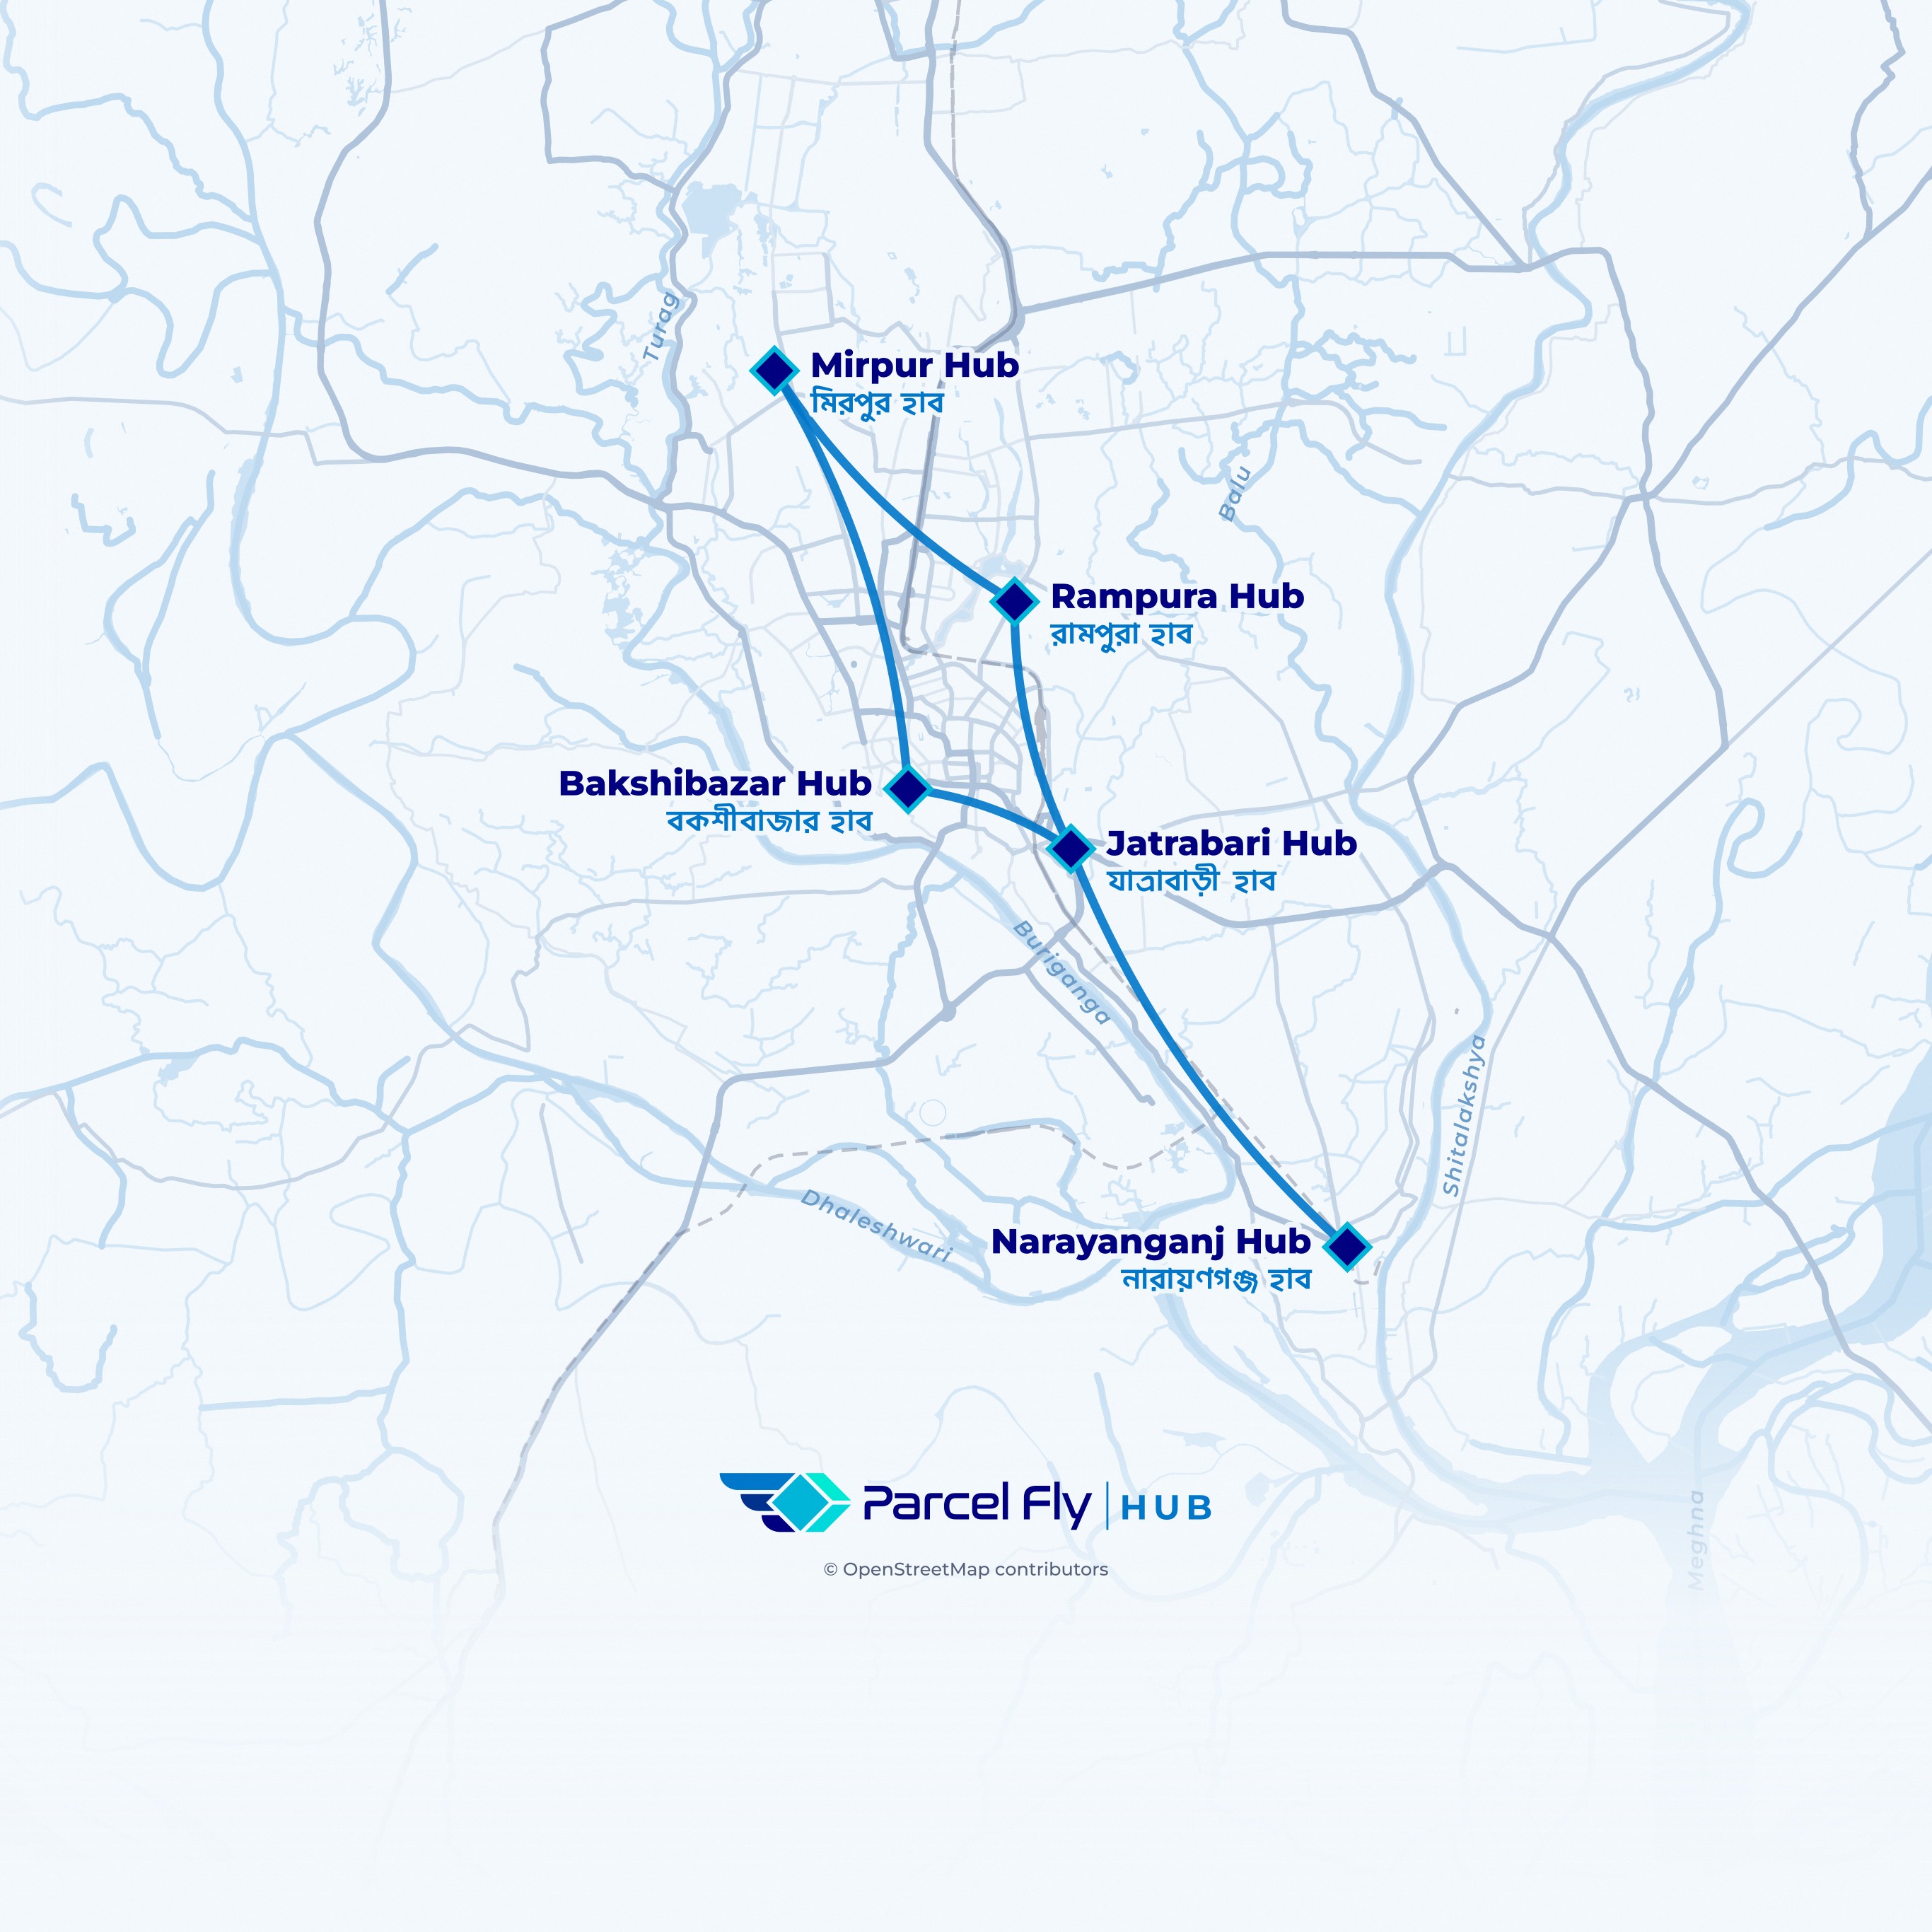 Turag
Mirpur Hub
মিরপুর হাব
Balu
Rampura Hub
রামপুরা হাব
Bakshibazar Hub
বকশীবাজার হাব
Jatrabari Hub
যাত্রাবাড়ী হাব
Buriganga
Shitalakshya
Dhaleshwari
Narayanganj Hub
নারায়ণগঞ্জ হাব
Parcel Fly | HUB
Meghna
© OpenStreetMap contributors